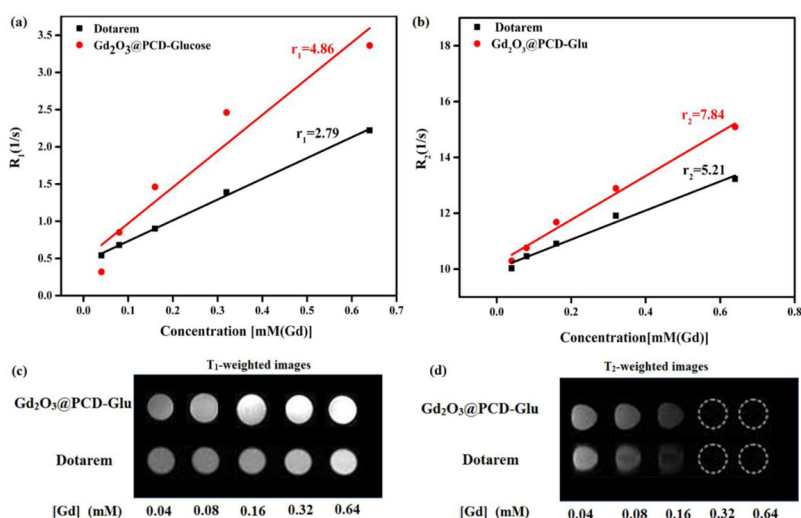 (a)
Dotarem
Gd₂O₃@PCD-Glucose
r₁=4.86
r₁=2.79
3.5
3.0
2.5
2.0
1.5
1.0
0.5
0.0
R₁(1/s)
0.0 0.1 0.2 0.3 0.4 0.5 0.6 0.7
Concentration [mM(Gd)]
(b)
Dotarem
Gd₂O₃@PCD-Glu
r₂=7.84
r₂=5.21
18
16
14
12
10
R₂(1/s)
0.0 0.2 0.4 0.6 0.8
Concentration[mM(Gd)]
(c)
T₁-weighted images
Gd₂O₃@PCD-Glu
Dotarem
[Gd] (mM) 0.04 0.08 0.16 0.32 0.64
(d)
T₂-weighted images
Gd₂O₃@PCD-Glu
Dotarem
[Gd] (mM) 0.04 0.08 0.16 0.32 0.64